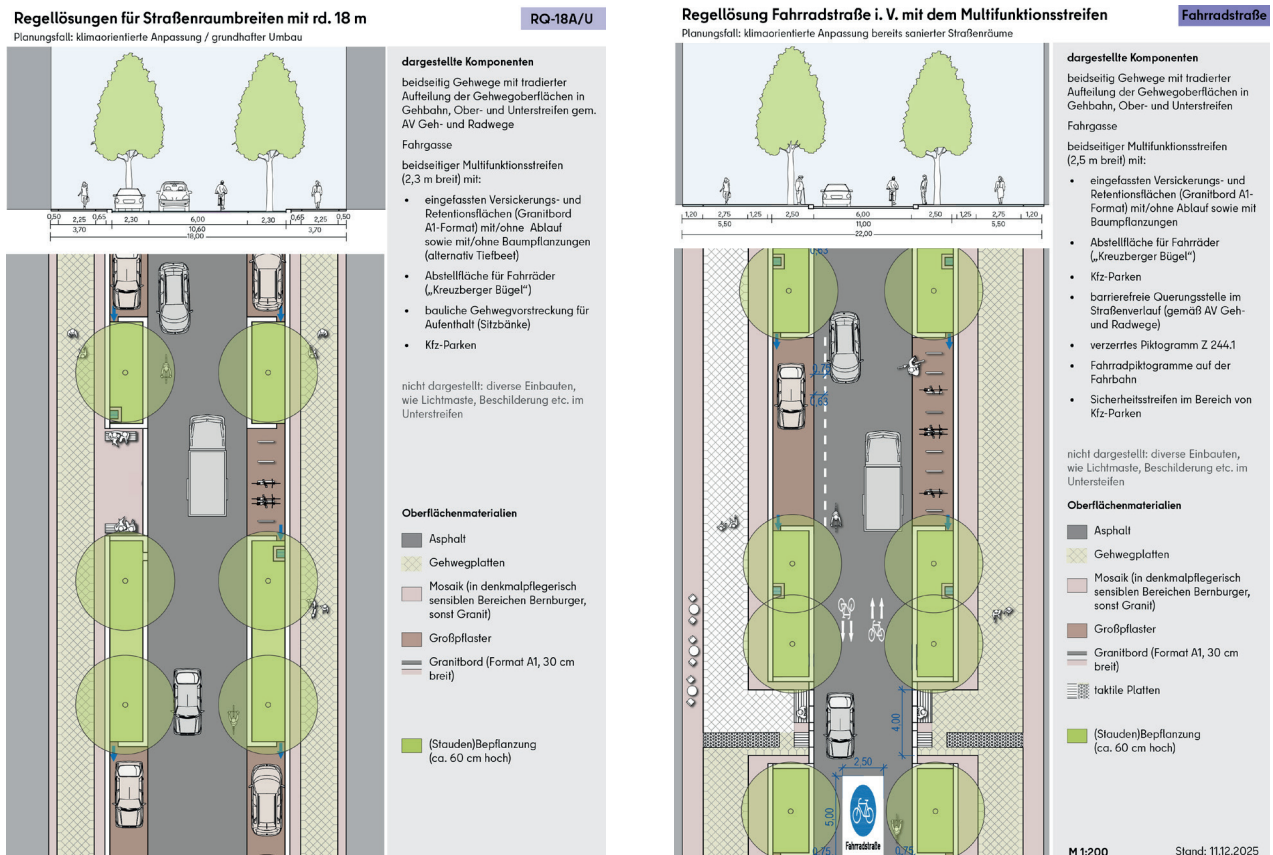 Regellösungen für Straßenraumbreiten mit rd. 18 m
RQ-18A/U
Planungsfall: klimaorientierte Anpassung / grundhafter Umbau
0,50
2,25
0,65
2,30
6,00
2,30
0,65
2,25
0,50
3,70
10,60
3,70
18,00
dargestellte Komponenten
beidseitig Gehwege mit tradierter
Aufteilung der Gehwegoberflächen in
Gehbahn, Ober- und Unterstreifen gem.
AV Geh- und Radwege
Fahrgasse
beidseitiger Multifunktionsstreifen
(2,3 m breit) mit:
• eingefassten Versickerungs- und
Retentionsflächen (Granitbord
A1-Format) mit/ohne Ablauf
sowie mit/ohne Baumpflanzungen
(alternativ Tiefbeet)
• Abstellfläche für Fahrräder
(„Kreuzberger Bügel“)
• bauliche Gehwegvorstreckung für
Aufenthalt (Sitzbänke)
• Kfz-Parken
nicht dargestellt: diverse Einbauten,
wie Lichtmaste, Beschilderung etc. im
Unterstreifen
Oberflächenmaterialien
Asphalt
Gehwegplatten
Mosaik (in denkmalpflegerisch
sensiblen Bereichen Bernburger,
sonst Granit)
Großpflaster
Granitbord (Format A1, 30 cm
breit)
(Stauden)Bepflanzung
(ca. 60 cm hoch)
Regellösung Fahrradstraße i. V. mit dem Multifunktionsstreifen
Fahrradstraße
Planungsfall: klimaorientierte Anpassung bereits sanierter Straßenräume
1,20
2,75
1,25
2,50
6,00
2,50
1,25
2,75
1,20
5,50
11,00
5,50
22,00
0,63
0,75
0,63
4,00
2,50
5,00
Fahrradstraße
0,75
0,75
dargestellte Komponenten
beidseitig Gehwege mit tradierter
Aufteilung der Gehwegoberflächen in
Gehbahn, Ober- und Unterstreifen
Fahrgasse
beidseitiger Multifunktionsstreifen
(2,5 m breit) mit:
• eingefassten Versickerungs- und
Retentionsflächen (Granitbord A1-
Format) mit/ohne Ablauf sowie mit
Baumpflanzungen
• Abstellfläche für Fahrräder
(„Kreuzberger Bügel“)
• Kfz-Parken
• barrierefreie Querungsstelle im
Straßenverlauf (gemäß AV Geh-
und Radwege)
• verzerrtes Piktogramm Z 244.1
• Fahrradpiktogramme auf der
Fahrbahn
• Sicherheitsstreifen im Bereich von
Kfz-Parken
nicht dargestellt: diverse Einbauten,
wie Lichtmaste, Beschilderung etc. im
Untersteifen
Oberflächenmaterialien
Asphalt
Gehwegplatten
Mosaik (in denkmalpflegerisch
sensiblen Bereichen Bernburger,
sonst Granit)
Großpflaster
Granitbord (Format A1, 30 cm
breit)
taktile Platten
(Stauden)Bepflanzung
(ca. 60 cm hoch)
M 1:200
Stand: 11.12.2025